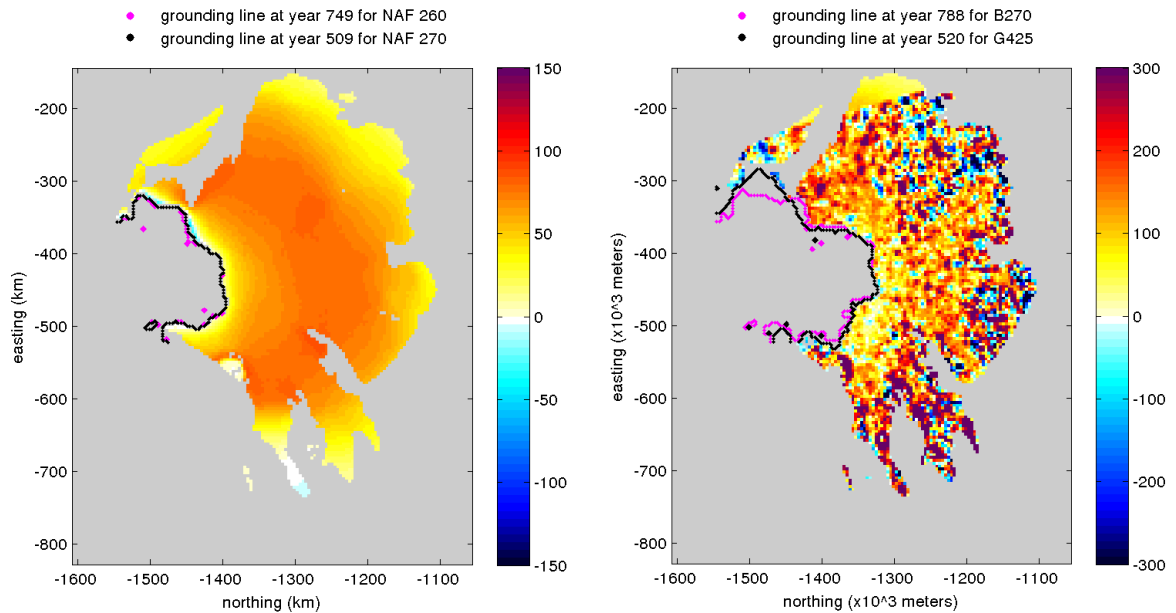 grounding line at year 749 for NAF 260
grounding line at year 509 for NAF 270
150
100
50
0
-50
-100
-150
-200
-300
-400
-500
-600
-700
-800
easting (km)
-1600 -1500 -1400 -1300 -1200 -1100
northing (km)
grounding line at year 788 for B270
grounding line at year 520 for G425
300
200
100
0
-100
-200
-300
-200
-300
-400
-500
-600
-700
-800
easting (x10^3 meters)
-1600 -1500 -1400 -1300 -1200 -1100
northing (x10^3 meters)